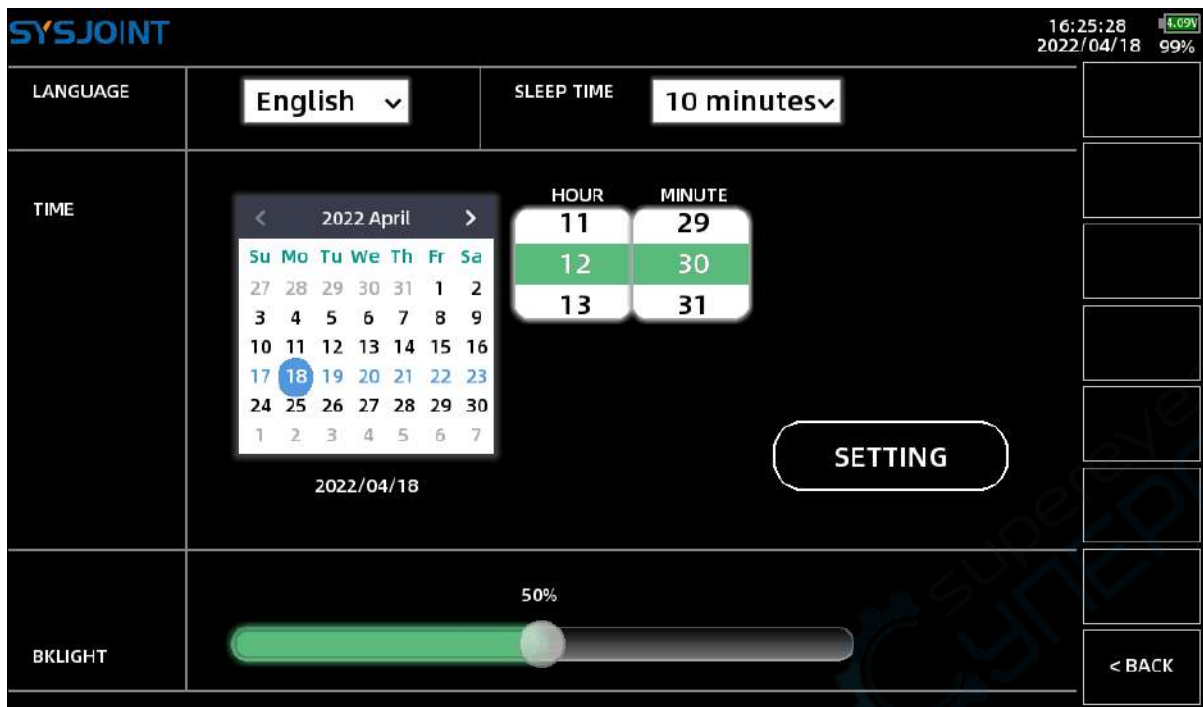 SYSJOINT
16:25:28 4.09V
2022/04/18 99%
LANGUAGE
English
SLEEP TIME
10 minutes
TIME
< 2022 April >
Su Mo Tu We Th Fr Sa
27 28 29 30 31 1 2
3 4 5 6 7 8 9
10 11 12 13 14 15 16
17 18 19 20 21 22 23
24 25 26 27 28 29 30
1 2 3 4 5 6 7
2022/04/18
HOUR MINUTE
11 29
12 30
13 31
SETTING
50%
BKLIGHT
< BACK
supereye